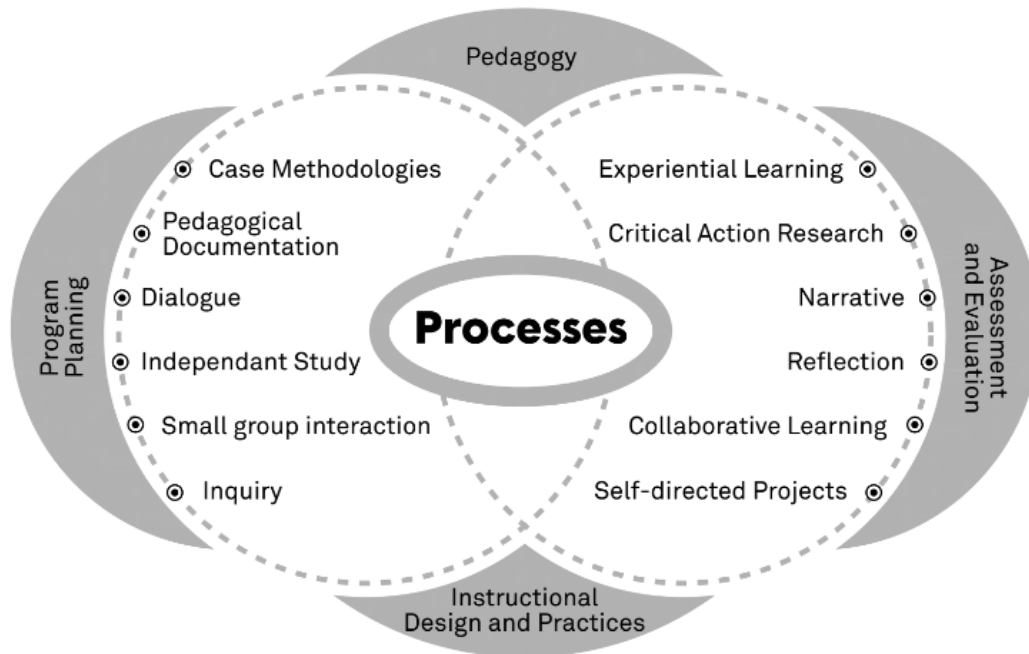 Pedagogy
Program
Planning
Case Methodologies
Pedagogical
Documentation
Dialogue
Independant Study
Small group interaction
Inquiry
Processes
Experiential Learning
Critical Action Research
Narrative
Reflection
Collaborative Learning
Self-directed Projects
Assessment
and Evaluation
Instructional
Design and Practices